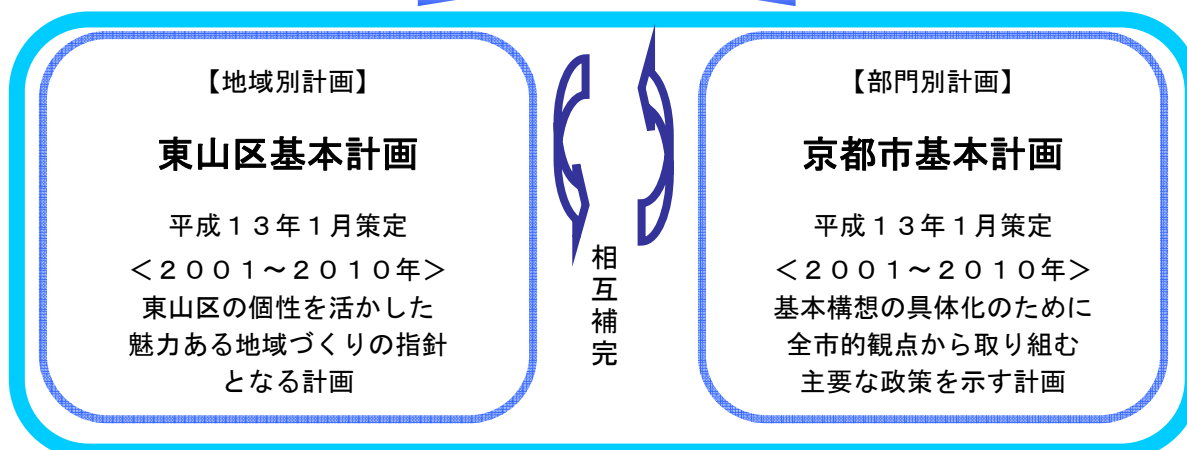 【地域別計画】
東山区基本計画
平成１３年１月策定
＜２００１～２０１０年＞
東山区の個性を活かした
魅力ある地域づくりの指針
となる計画
相互補完
【部門別計画】
京都市基本計画
平成１３年１月策定
＜２００１～２０１０年＞
基本構想の具体化のために
全市的観点から取り組む
主要な政策を示す計画